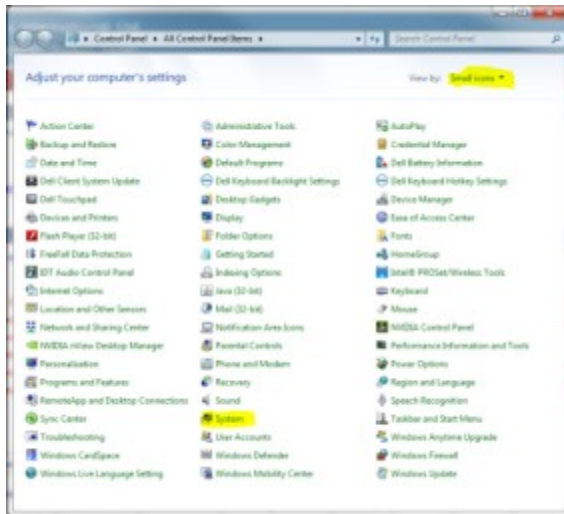 Control Panel ▸ All Control Panel Items ▸ Search Control Panel
Adjust your computer's settings View by: Small icons
Action Center Administrative Tools AutoPlay
Backup and Restore Color Management Credential Manager
Date and Time Default Programs Dell Battery Information
Dell Client System Update Dell Keyboard Backlight Settings Dell Keyboard Hotkey Settings
Dell Touchpad Desktop Gadgets Device Manager
Devices and Printers Display Ease of Access Center
Flash Player (32-bit) Folder Options Fonts
FreeFall Data Protection Getting Started HomeGroup
IDT Audio Control Panel Indexing Options Intel® PROSet/Wireless Tools
Internet Options Java (32-bit) Keyboard
Location and Other Sensors Mail (32-bit) Mouse
Network and Sharing Center Notification Area Icons NVIDIA Control Panel
NVIDIA nView Desktop Manager Parental Controls Performance Information and Tools
Personalization Phone and Modem Power Options
Programs and Features Recovery Region and Language
RemoteApp and Desktop Connections Sound Speech Recognition
Sync Center System Taskbar and Start Menu
Troubleshooting User Accounts Windows Anytime Upgrade
Windows CardSpace Windows Defender Windows Firewall
Windows Live Language Setting Windows Mobility Center Windows Update